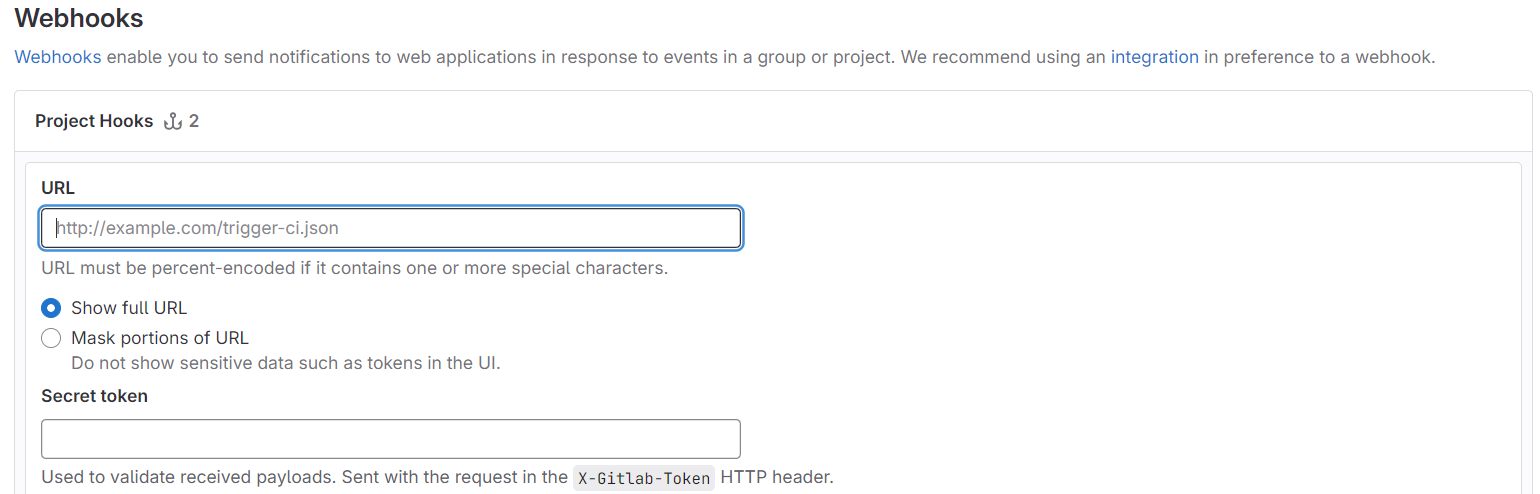 Webhooks
Webhooks enable you to send notifications to web applications in response to events in a group or project. We recommend using an integration in preference to a webhook.
Project Hooks 2
URL
http://example.com/trigger-ci.json
URL must be percent-encoded if it contains one or more special characters.
Show full URL
Mask portions of URL
Do not show sensitive data such as tokens in the UI.
Secret token
Used to validate received payloads. Sent with the request in the X-Gitlab-Token HTTP header.